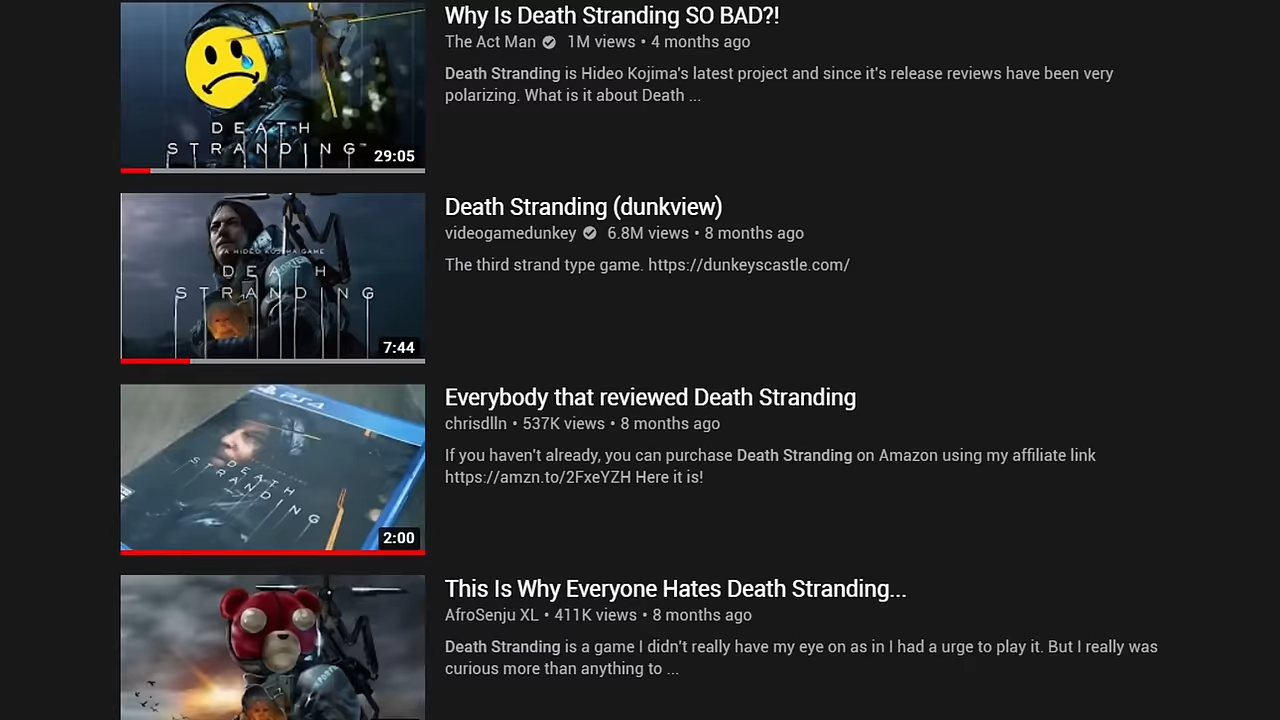 Why Is Death Stranding SO BAD?!
The Act Man 1M views • 4 months ago
Death Stranding is Hideo Kojima's latest project and since it's release reviews have been very
polarizing. What is it about Death ...
DEATH
STRANDING™
29:05
Death Stranding (dunkview)
videogamedunkey 6.8M views • 8 months ago
The third strand type game. https://dunkeyscastle.com/
A HIDEO KOJIMA GAME
DEATH
STRANDING
7:44
Everybody that reviewed Death Stranding
chrisdlln • 537K views • 8 months ago
If you haven't already, you can purchase Death Stranding on Amazon using my affiliate link
https://amzn.to/2FxeYZH Here it is!
PS4
DEATH
STRANDING
2:00
This Is Why Everyone Hates Death Stranding...
AfroSenju XL • 411K views • 8 months ago
Death Stranding is a game I didn't really have my eye on as in I had a urge to play it. But I really was
curious more than anything to ...